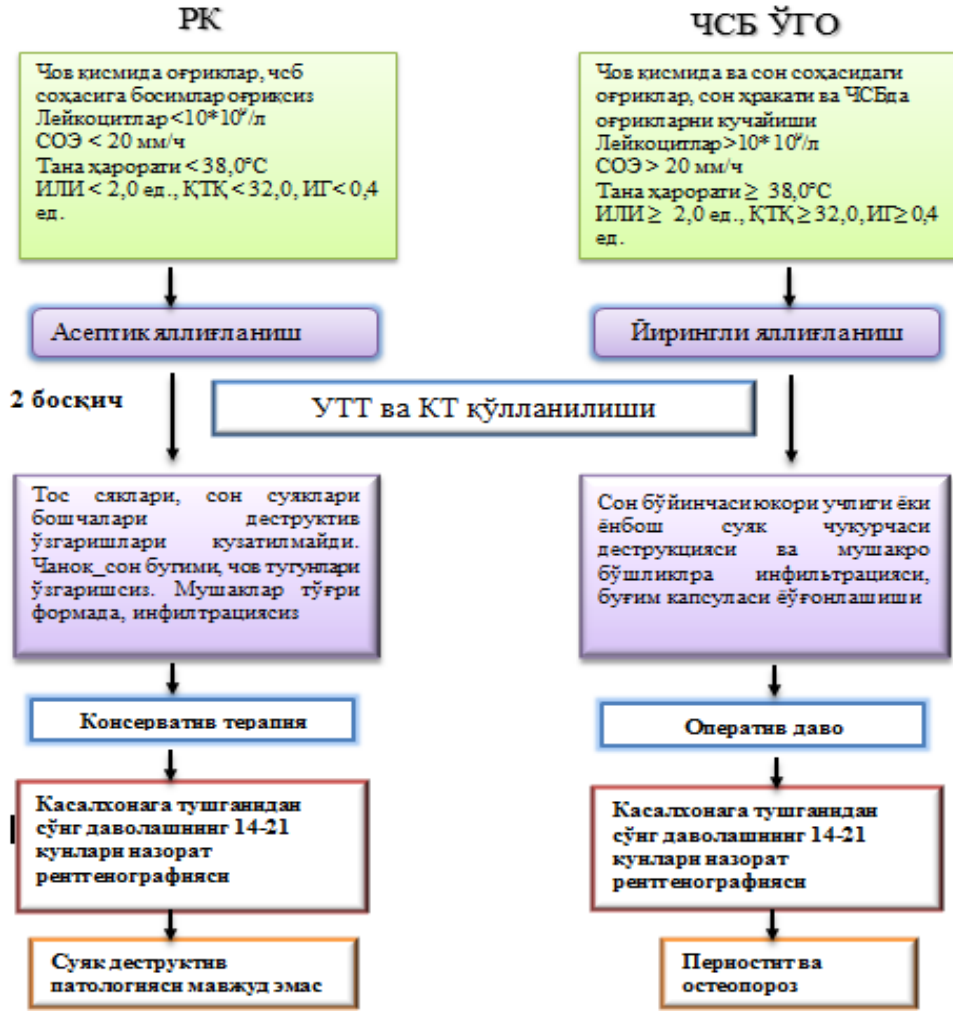 РК
Чов қисмида оғриклар, чсб
соҳасига босимлар оғриқсиз
Лейкоцитлар <10*10⁹/л
СОЭ < 20 мм/ч
Тана ҳарорати < 38,0°С
ИЛИ < 2,0 ед., ҚТҚ < 32,0, ИГ < 0,4
ед.
Асептик яллиғланиш
2 босқич
Тос сяклари, сон суяклари
бошчалари деструктив
ўзгаришлари кузатилмайди.
Чанок_сон бугими, чов тугунлари
ўзгаришсиз. Мушаклар тўғри
формада, инфилтрациясиз
Консерватив терапия
Касалхонага тушганидан
сўнг даволашнинг 14-21
кунлари назорат
рентгенографияси
Суяк деструктив
патологияси мавжуд эмас
УТТ ва КТ қўлланилиши
ЧСБ ЎГО
Чов қисмида ва сон соҳасидаги
оғриклар, сон ҳракати ва ЧСБда
оғрикларни кучайиши
Лейкоцитлар>10* 10⁹/л
СОЭ > 20 мм/ч
Тана ҳарорати ≥ 38,0°С
ИЛИ ≥ 2,0 ед., ҚТҚ ≥ 32,0, ИГ≥ 0,4
ед.
Йирингли яллиғланиш
Сон бўйинчаси юкори учлиги ёки
ёнбош суяк чукурчаси
деструкцияси ва мушакро
бўшликлра инфильтрацияси,
буғим капсуласи ёўғонлашиши
Оператив даво
Касалхонага тушганидан
сўнг даволашнинг 14-21
кунлари назорат
рентгенографияси
Периостит ва
остеопороз